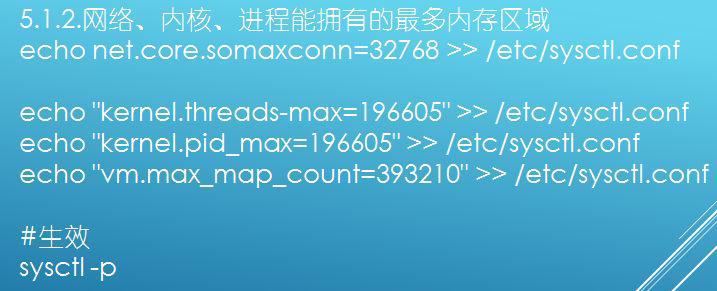 5.1.2.网络、内核、进程能拥有的最多内存区域
echo net.core.somaxconn=32768 >> /etc/sysctl.conf
echo "kernel.threads-max=196605" >> /etc/sysctl.conf
echo "kernel.pid_max=196605" >> /etc/sysctl.conf
echo "vm.max_map_count=393210" >> /etc/sysctl.conf
#生效
sysctl -p